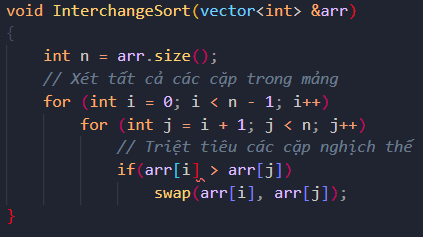 void InterchangeSort(vector<int> &arr)
{
    int n = arr.size();
    // Xét tất cả các cặp trong mảng
    for (int i = 0; i < n - 1; i++)
        for (int j = i + 1; j < n; j++)
            // Triệt tiêu các cặp nghịch thế
            if(arr[i] > arr[j])
                swap(arr[i], arr[j]);
}